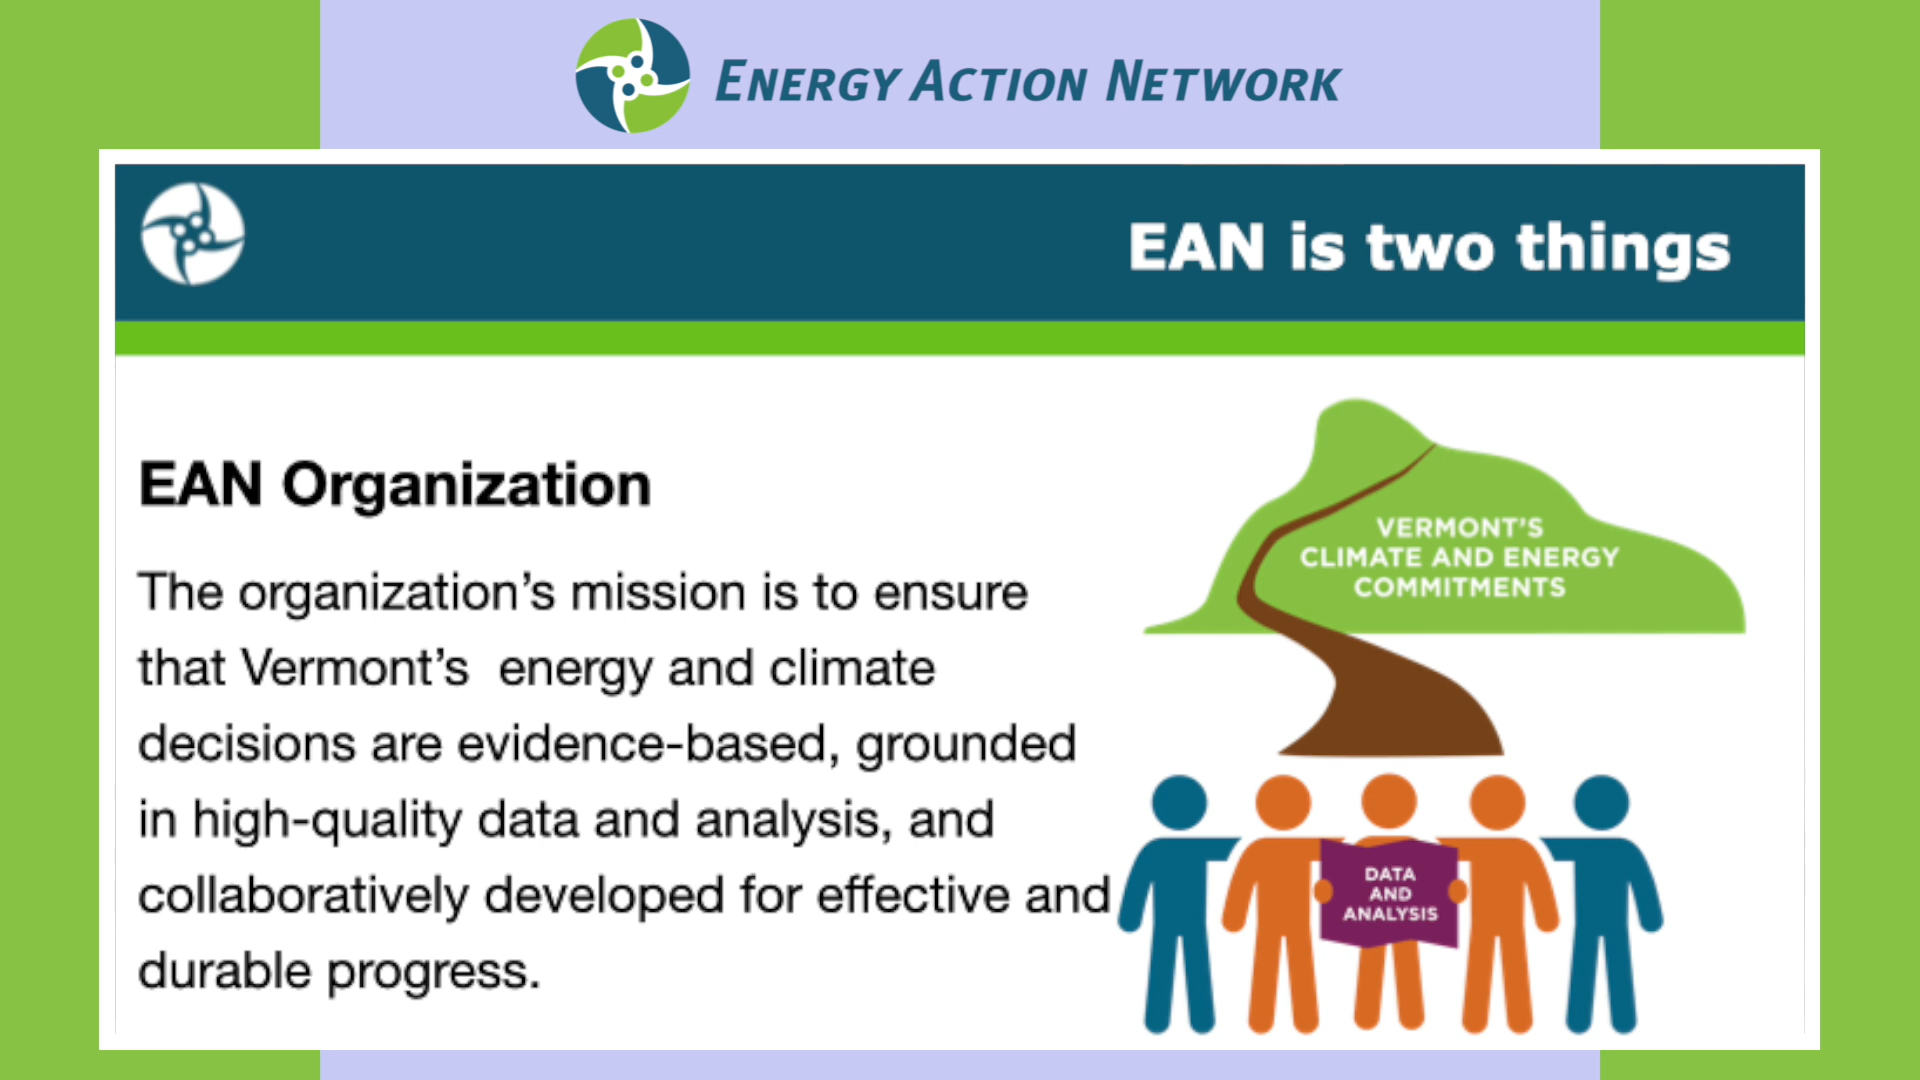 ENERGY ACTION NETWORK
EAN is two things
EAN Organization
The organization’s mission is to ensure
that Vermont’s  energy and climate
decisions are evidence-based, grounded
in high-quality data and analysis, and
collaboratively developed for effective and
durable progress.
VERMONT’S
CLIMATE AND ENERGY
COMMITMENTS
DATA
AND
ANALYSIS